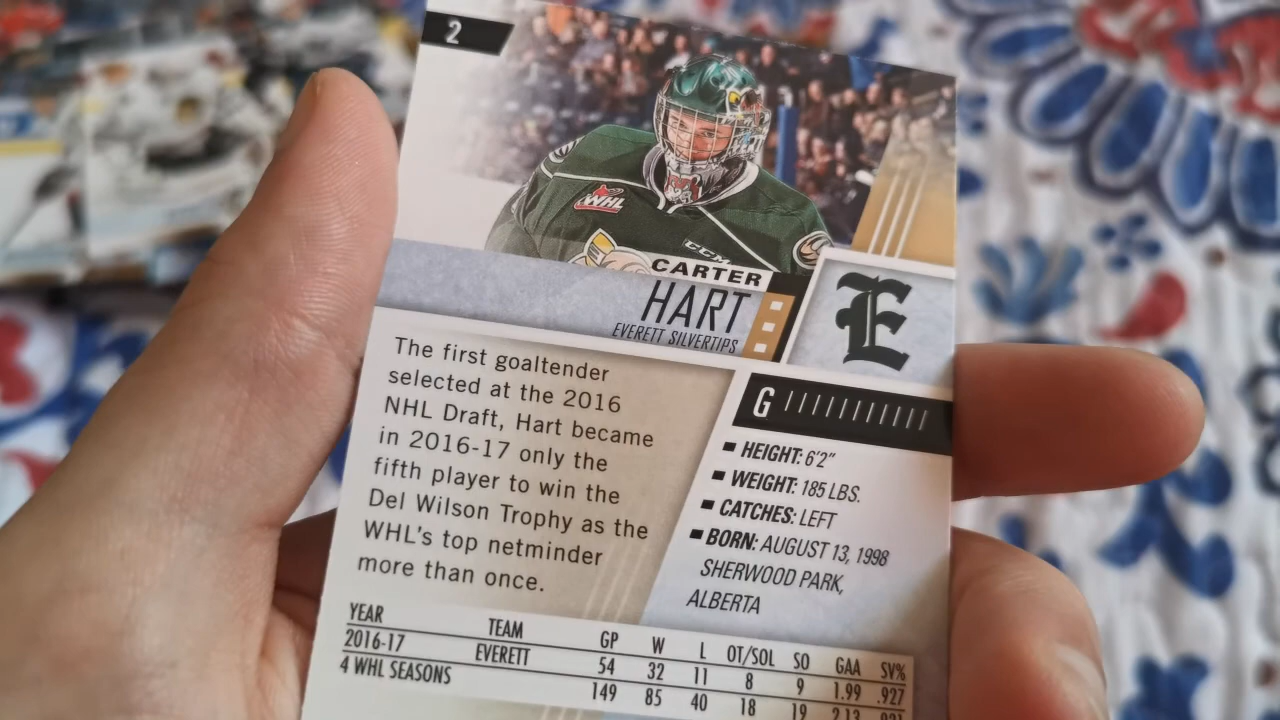 2
WHL
CCM
CARTER
HART
EVERETT SILVERTIPS
E
The first goaltender
selected at the 2016
NHL Draft, Hart became
in 2016-17 only the
fifth player to win the
Del Wilson Trophy as the
WHL's top netminder
more than once.
G
HEIGHT: 6'2"
WEIGHT: 185 LBS.
CATCHES: LEFT
BORN: AUGUST 13, 1998
SHERWOOD PARK,
ALBERTA
YEAR TEAM GP W L OT/SOL SO GAA SV%
2016-17 EVERETT 54 32 11 8 9 1.99 .927
4 WHL SEASONS 149 85 40 18 19 2.13